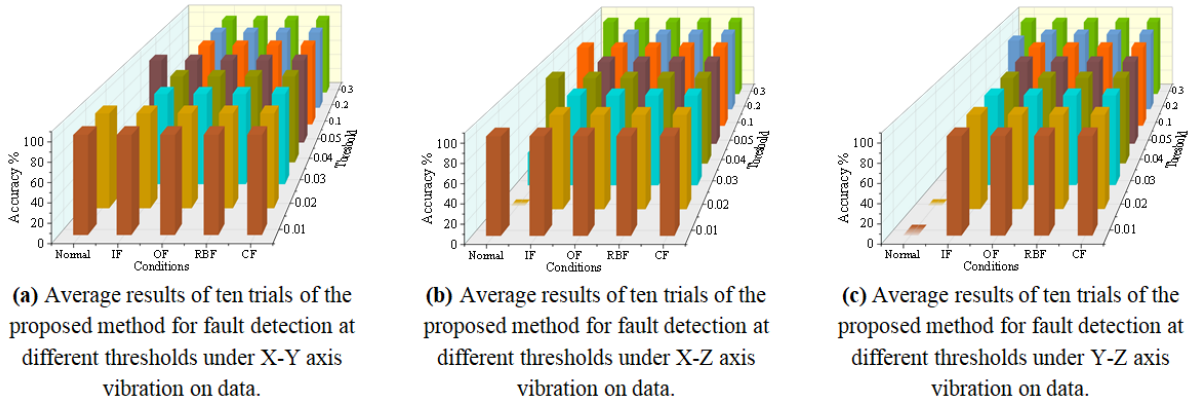 Accuracy %
100
80
60
40
20
0
Normal IF OF RBF CF
Conditions
0.01
0.02
0.03
0.04
0.05
0.1
0.2
0.3
Threshold
(a) Average results of ten trials of the
proposed method for fault detection at
different thresholds under X-Y axis
vibration on data.
Accuracy %
100
80
60
40
20
0
Normal IF OF RBF CF
Conditions
0.01
0.02
0.03
0.04
0.05
0.1
0.2
0.3
Threshold
(b) Average results of ten trials of the
proposed method for fault detection at
different thresholds under X-Z axis
vibration on data.
Accuracy %
100
80
60
40
20
0
Normal IF OF RBF CF
Conditions
0.01
0.02
0.03
0.04
0.05
0.1
0.2
0.3
Threshold
(c) Average results of ten trials of the
proposed method for fault detection at
different thresholds under Y-Z axis
vibration on data.